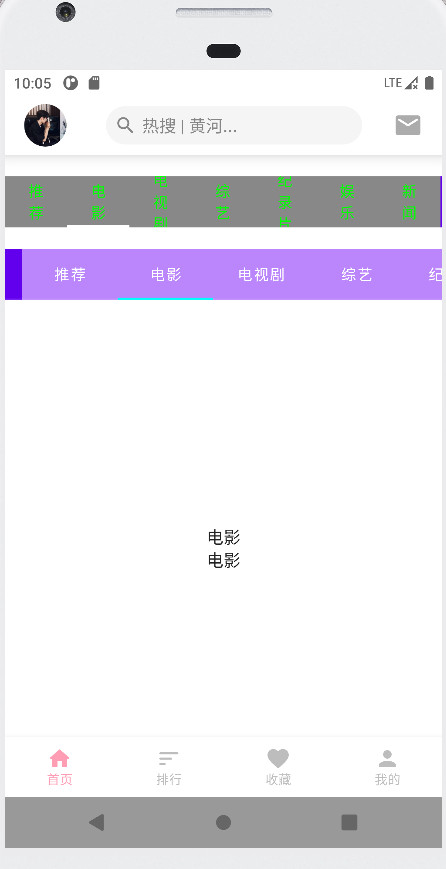 10:05 LTE
热搜 | 黄河...
推荐 电影 电视剧 综艺 纪录片 娱乐 新闻
推荐 电影 电视剧 综艺 纪
电影
电影
首页 排行 收藏 我的